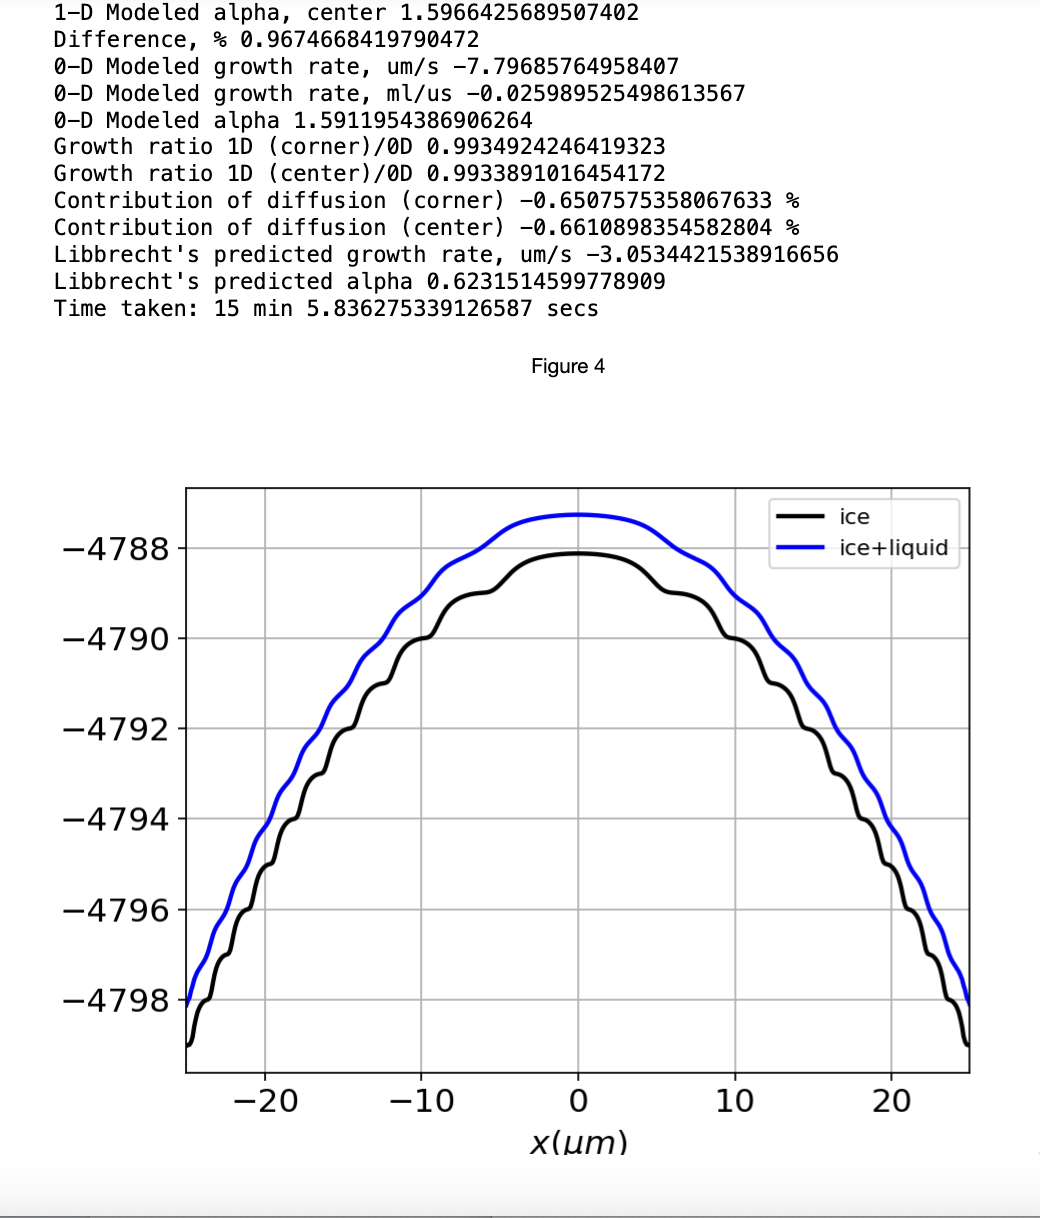 1-D Modeled alpha, center 1.5966425689507402
Difference, % 0.9674668419790472
0-D Modeled growth rate, um/s −7.79685764958407
0-D Modeled growth rate, ml/us −0.025989525498613567
0-D Modeled alpha 1.5911954386906264
Growth ratio 1D (corner)/0D 0.9934924246419323
Growth ratio 1D (center)/0D 0.9933891016454172
Contribution of diffusion (corner) −0.6507575358067633 %
Contribution of diffusion (center) −0.6610898354582804 %
Libbrecht's predicted growth rate, um/s −3.0534421538916656
Libbrecht's predicted alpha 0.6231514599778909
Time taken: 15 min 5.836275339126587 secs
Figure 4
ice
ice+liquid
−4788
−4790
−4792
−4794
−4796
−4798
−20 −10 0 10 20
x(μm)